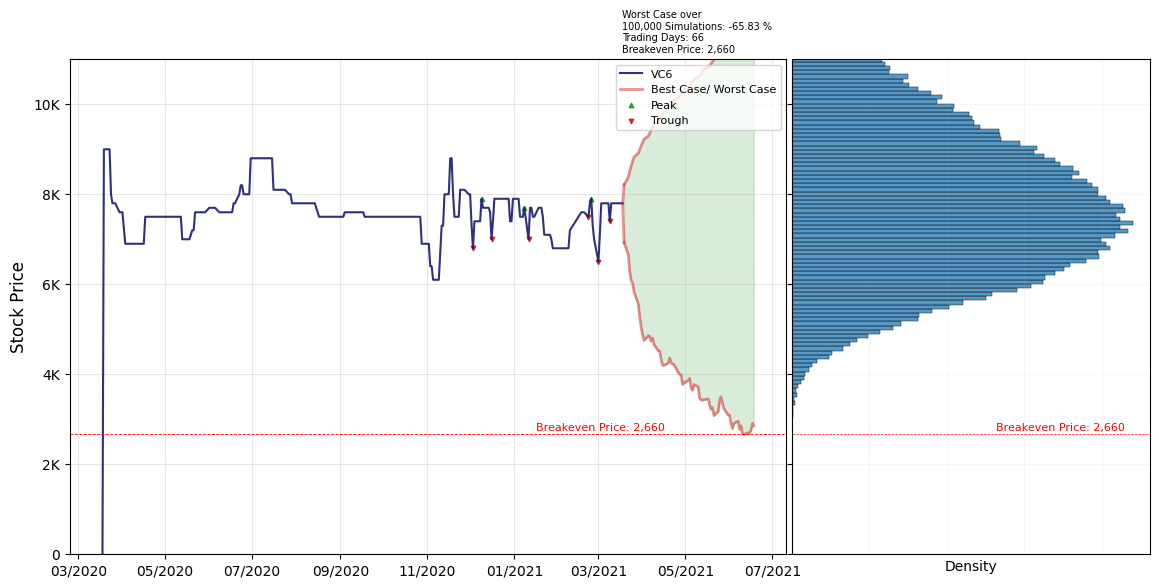 Worst Case over
100,000 Simulations: -65.83 %
Trading Days: 66
Breakeven Price: 2,660
VC6
Best Case/ Worst Case
Peak
Trough
Stock Price
10K
8K
6K
4K
2K
0
Breakeven Price: 2,660
Breakeven Price: 2,660
03/2020 05/2020 07/2020 09/2020 11/2020 01/2021 03/2021 05/2021 07/2021
Density